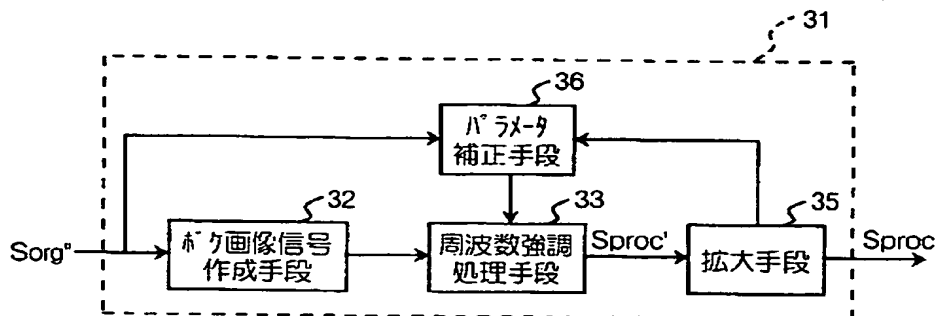 31
36
パラメータ
補正手段
32
ボケ画像信号
作成手段
33
周波数強調
処理手段
35
拡大手段
Sorg"
Sproc'
Sproc